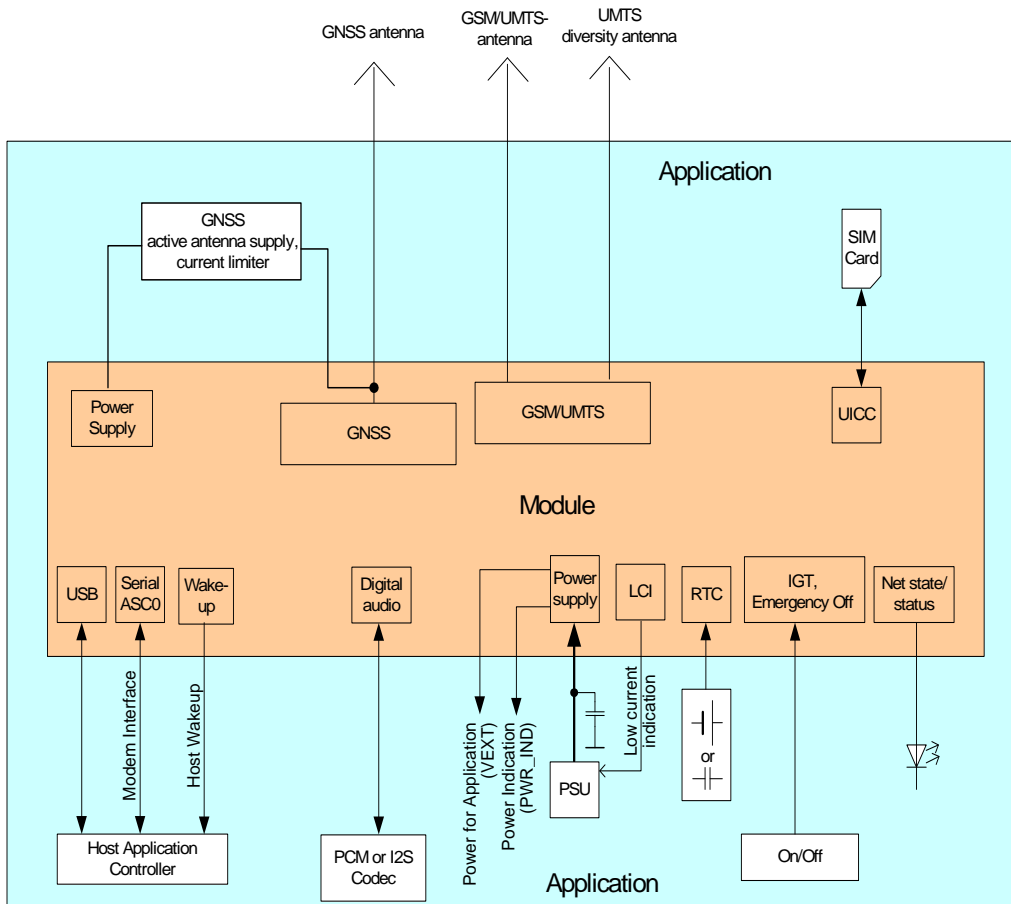 GNSS antenna
GSM/UMTS-
antenna
UMTS
diversity antenna
Application
GNSS
active antenna supply,
current limiter
SIM
Card
Power
Supply
GNSS
GSM/UMTS
UICC
Module
USB
Serial
ASC0
Wake-
up
Digital
audio
Power
supply
LCI
RTC
IGT,
Emergency Off
Net state/
status
Modem Interface
Host Wakeup
Power for Application
(VEXT)
Power Indication
(PWR_IND)
Low current
indication
PSU
or
Host Application
Controller
PCM or I2S
Codec
On/Off
Application